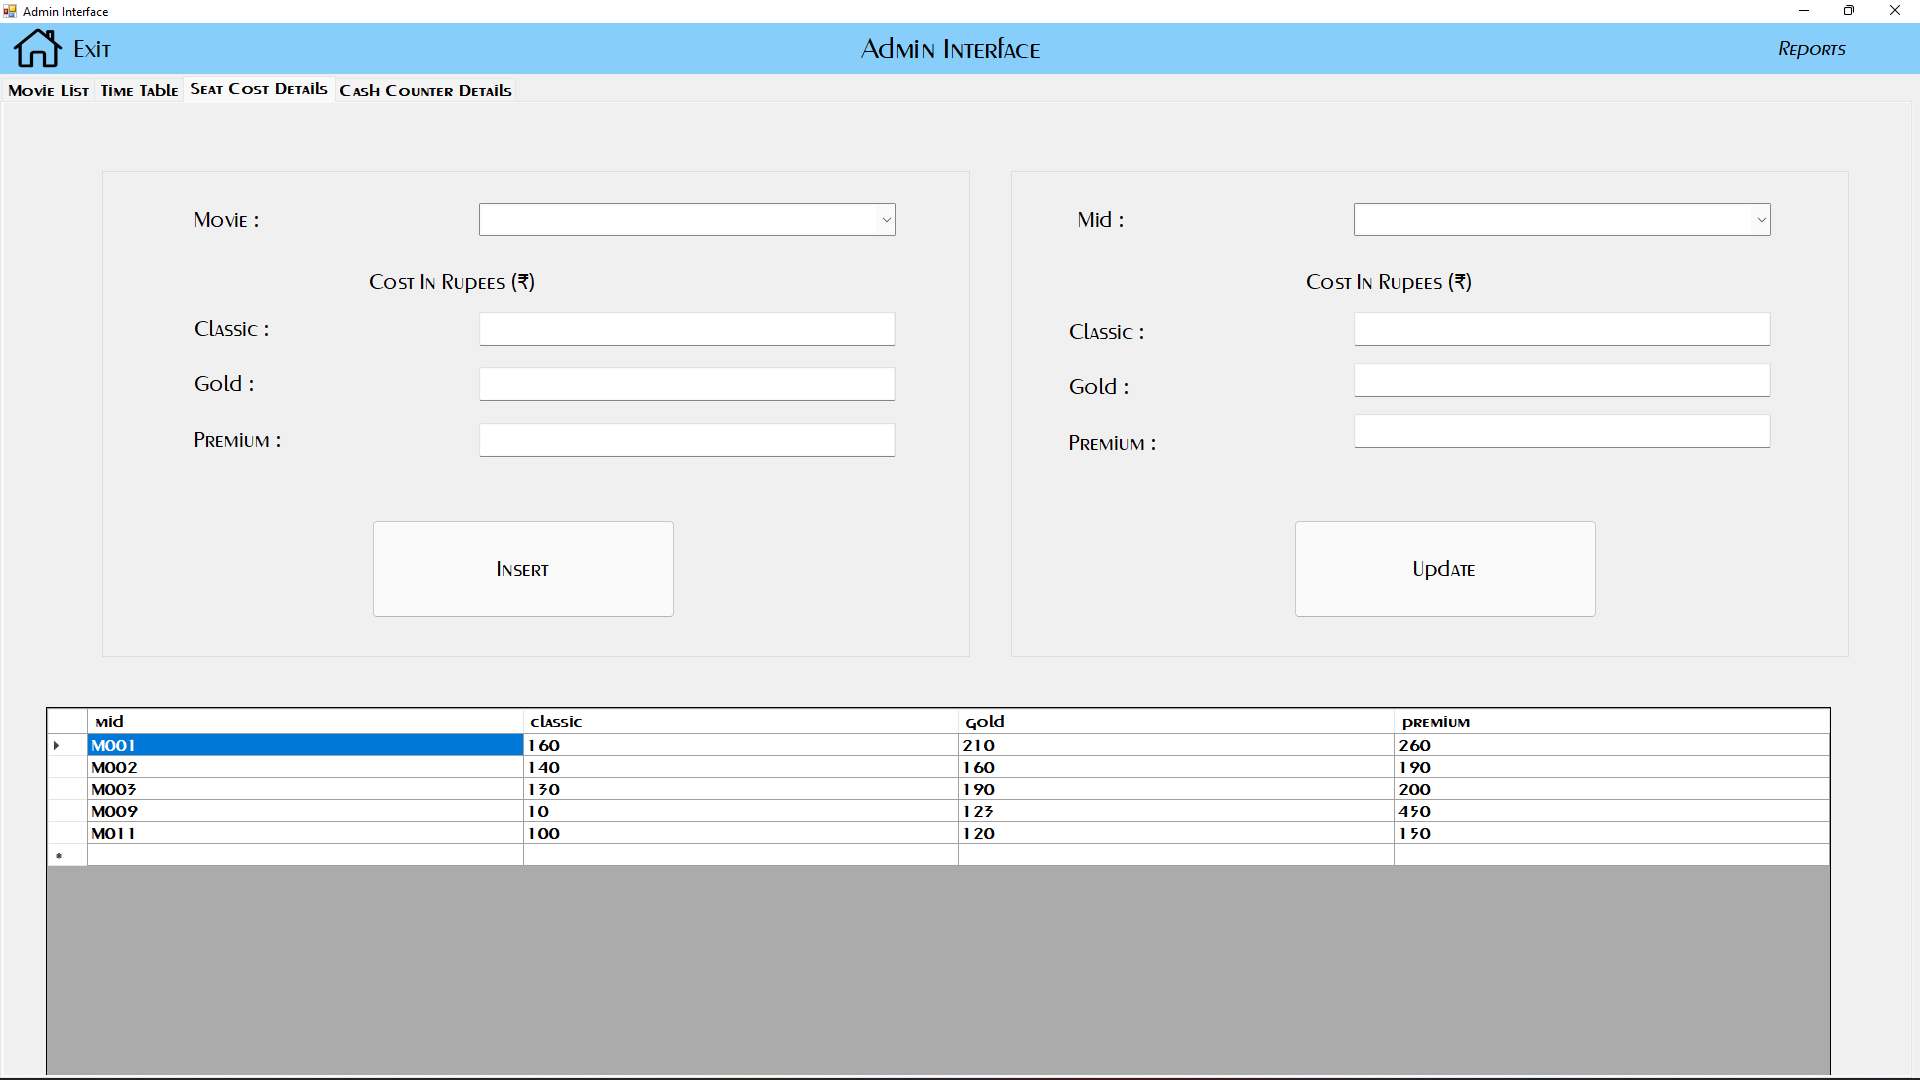 Admin Interface
Exit
Admin Interface
Reports
Movie List Time Table Seat Cost Details Cash Counter Details
Movie :
Mid :
Cost In Rupees (₹)
Cost In Rupees (₹)
Classic :
Classic :
Gold :
Gold :
Premium :
Premium :
Insert
Update
mid classic gold premium
M001 160 210 260
M002 140 160 190
M003 130 190 200
M009 10 123 450
M011 100 120 150